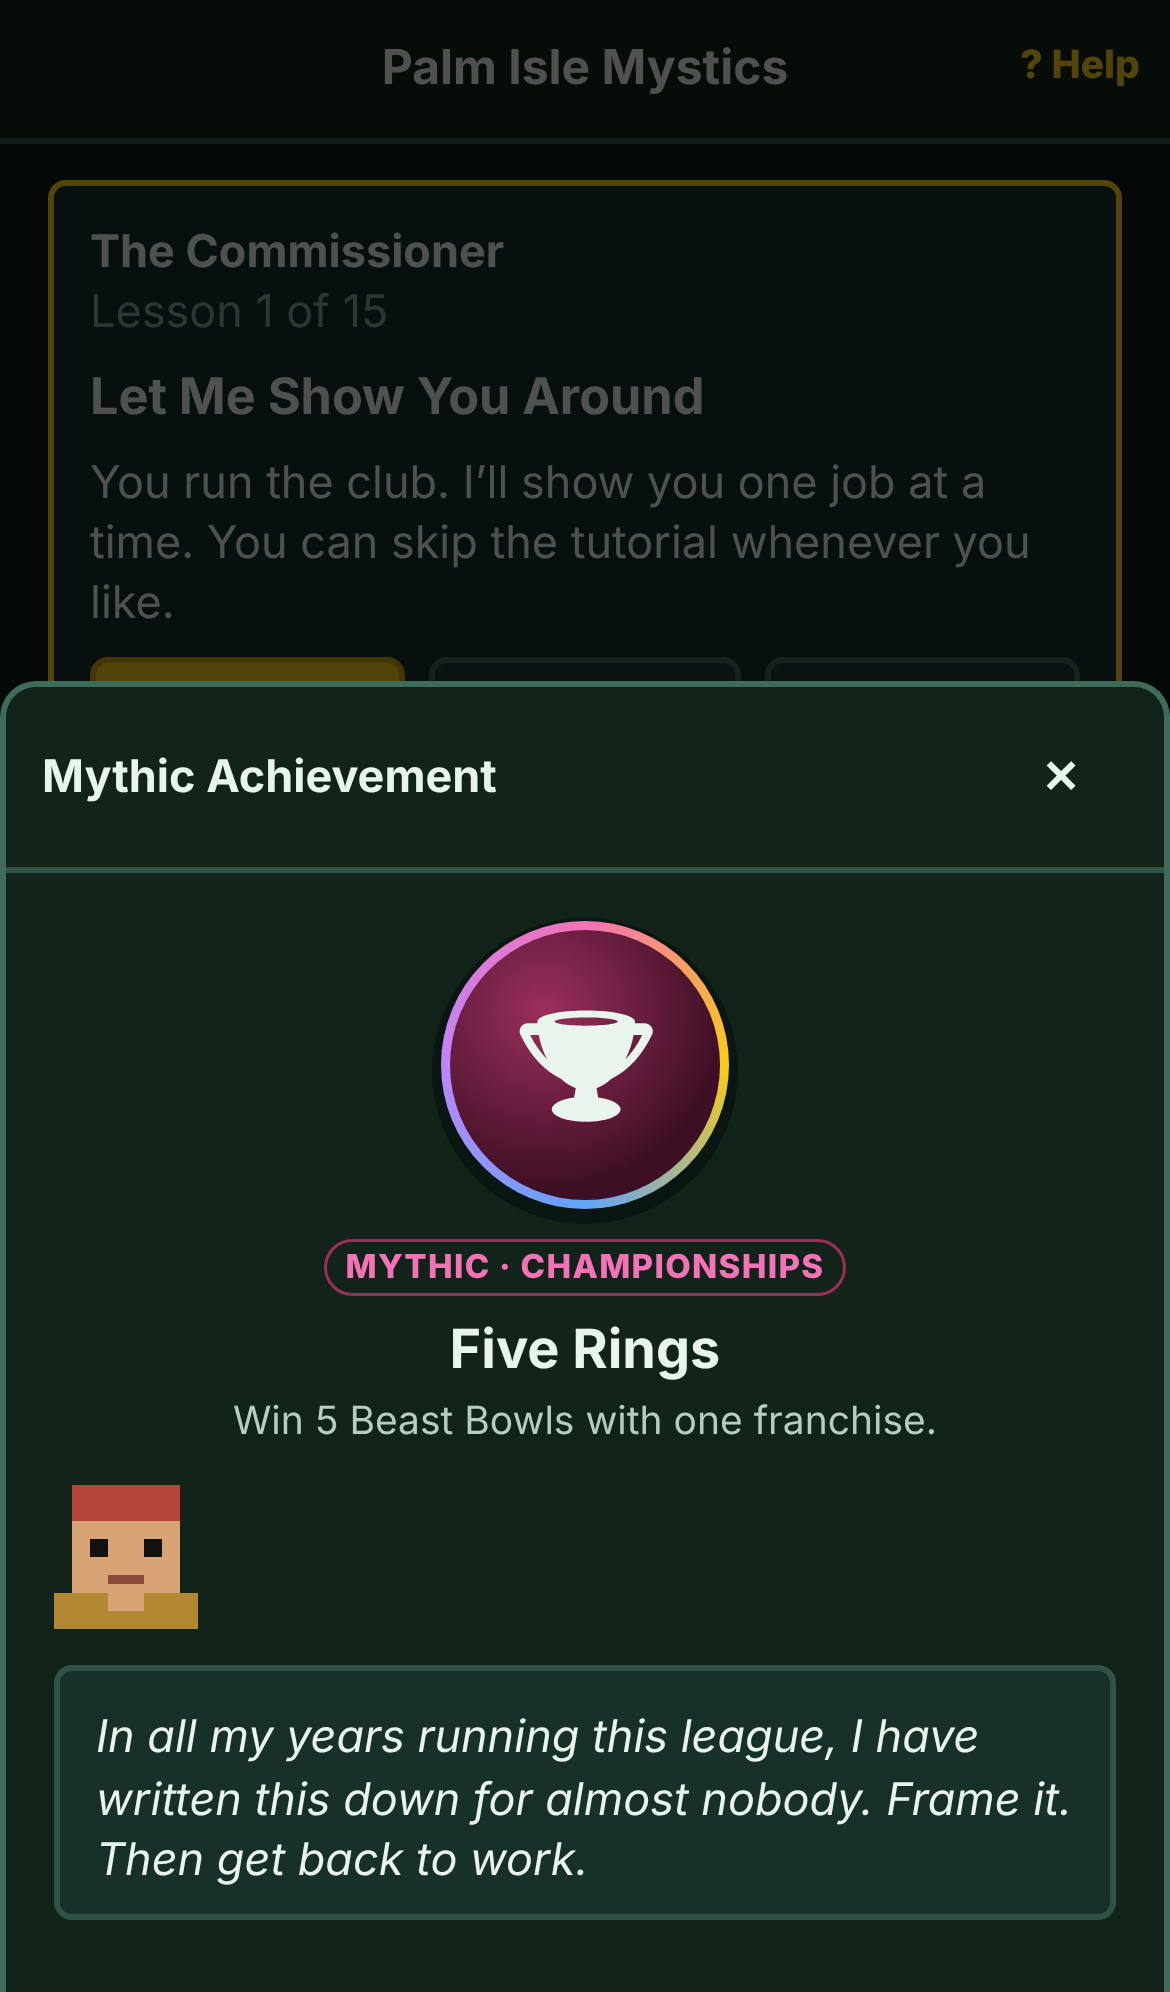 Palm Isle Mystics
? Help
The Commissioner
Lesson 1 of 15
Let Me Show You Around
You run the club. I’ll show you one job at a
time. You can skip the tutorial whenever you
like.
Mythic Achievement
✕
MYTHIC · CHAMPIONSHIPS
Five Rings
Win 5 Beast Bowls with one franchise.
In all my years running this league, I have
written this down for almost nobody. Frame it.
Then get back to work.